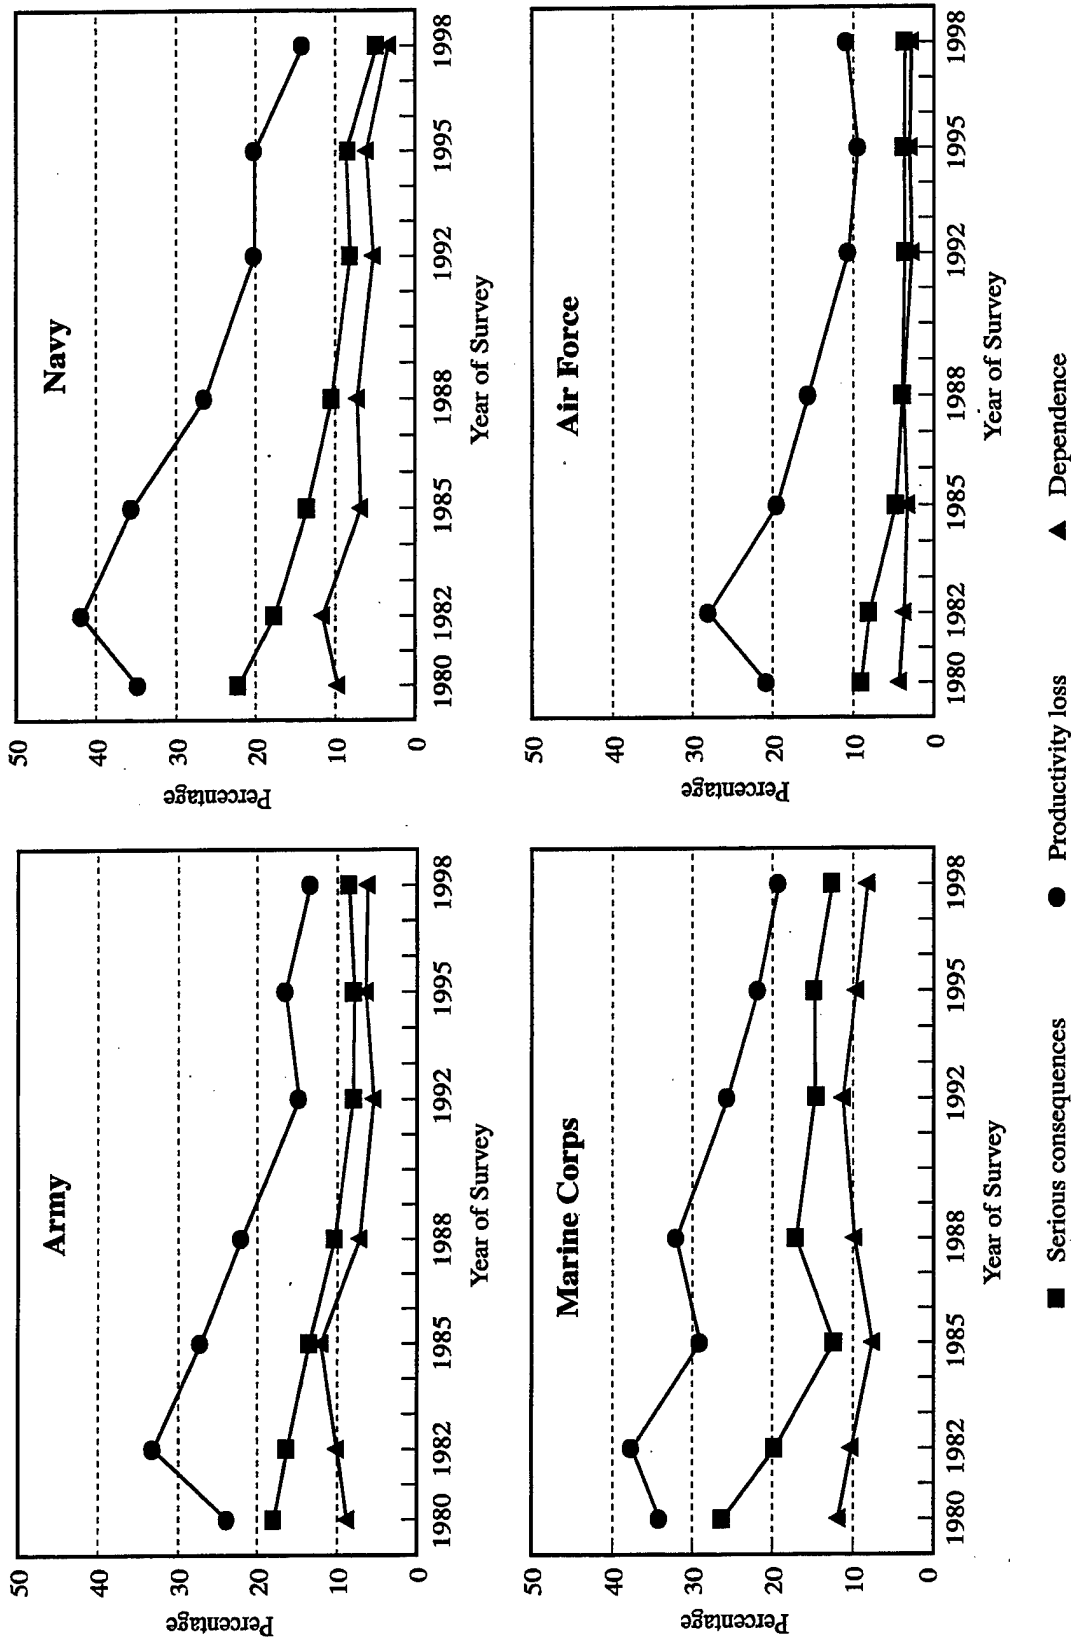 Army
50
40
30
20
10
0
Percentage
1980 1982 1985 1988 1992 1995 1998
Year of Survey
Navy
50
40
30
20
10
0
Percentage
1980 1982 1985 1988 1992 1995 1998
Year of Survey
Marine Corps
50
40
30
20
10
0
Percentage
1980 1982 1985 1988 1992 1995 1998
Year of Survey
Air Force
50
40
30
20
10
0
Percentage
1980 1982 1985 1988 1992 1995 1998
Year of Survey
Serious consequences Productivity loss Dependence